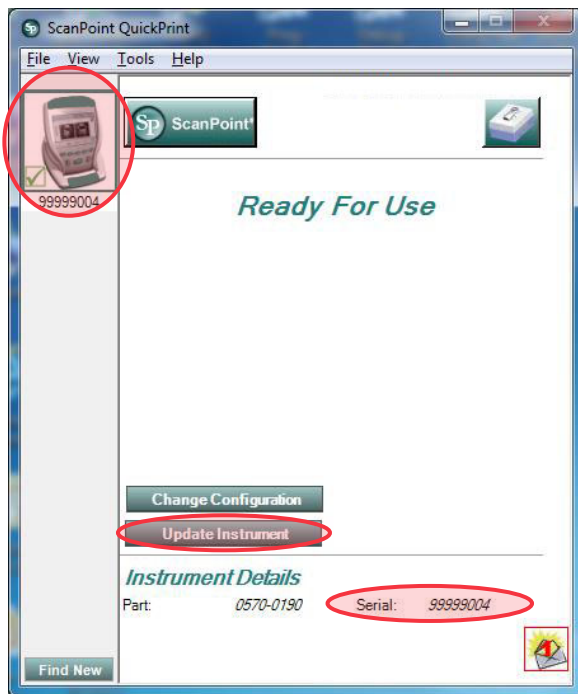 ScanPoint QuickPrint
File View Tools Help
Sp ScanPoint®
99999004
Ready For Use
Change Configuration
Update Instrument
Instrument Details
Part: 0570-0190 Serial: 99999004
Find New